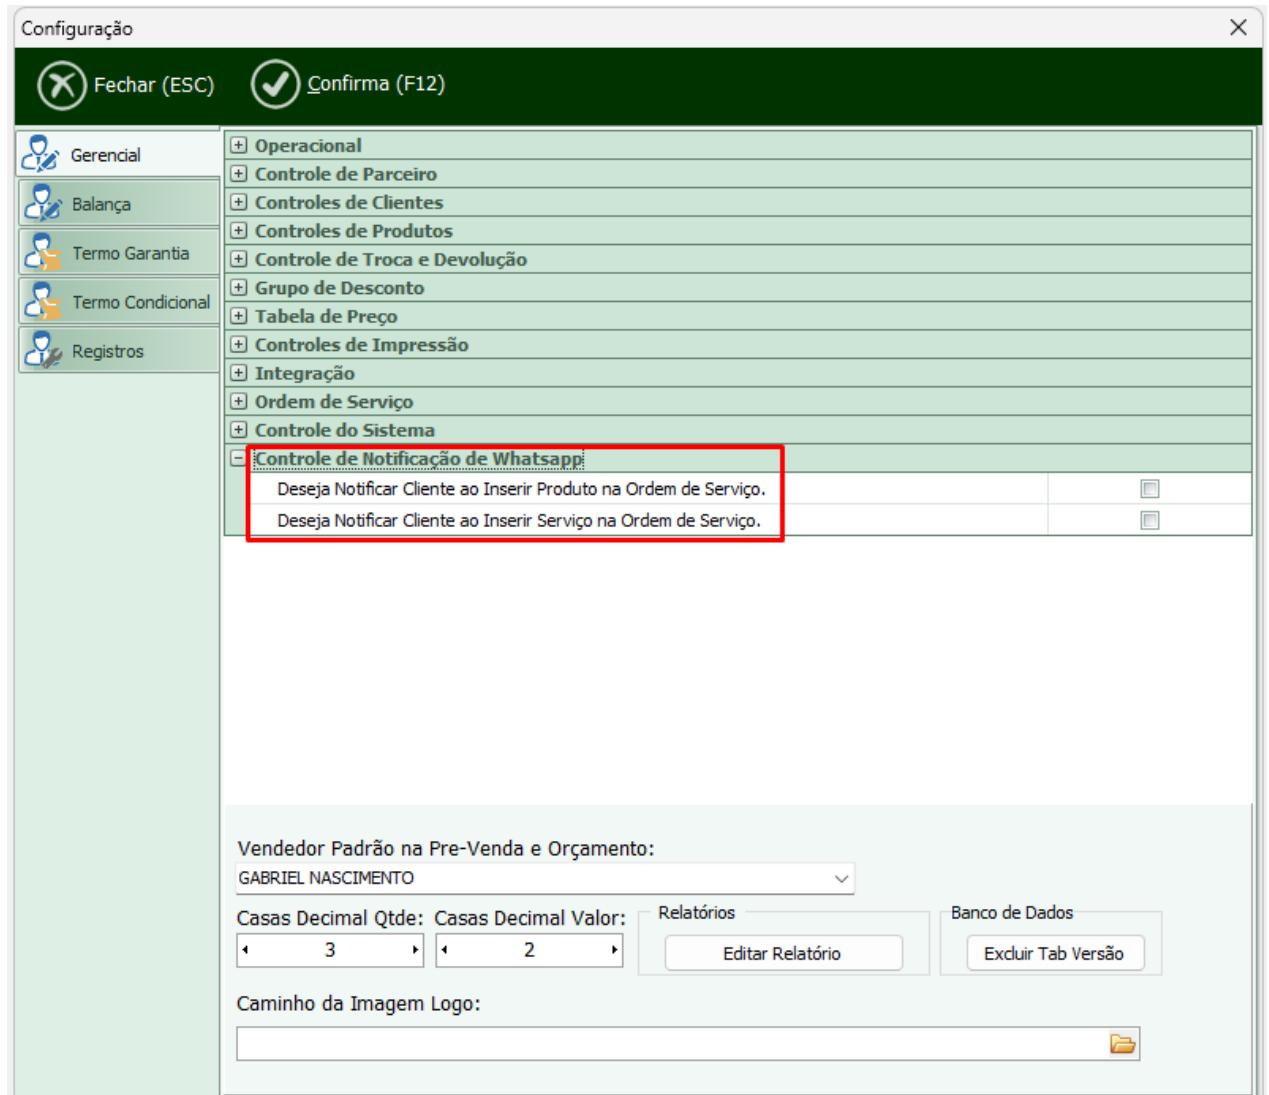 Configuração
Fechar (ESC) Confirma (F12)
Gerencial
Balança
Termo Garantia
Termo Condicional
Registros
Operacional
Controle de Parceiro
Controles de Clientes
Controles de Produtos
Controle de Troca e Devolução
Grupo de Desconto
Tabela de Preço
Controles de Impressão
Integração
Ordem de Serviço
Controle do Sistema
Controle de Notificação de Whatsapp
Deseja Notificar Cliente ao Inserir Produto na Ordem de Serviço.
Deseja Notificar Cliente ao Inserir Serviço na Ordem de Serviço.
Vendedor Padrão na Pre-Venda e Orçamento:
GABRIEL NASCIMENTO
Casas Decimal Qtde: Casas Decimal Valor: Relatórios Banco de Dados
3 2 Editar Relatório Excluir Tab Versão
Caminho da Imagem Logo: